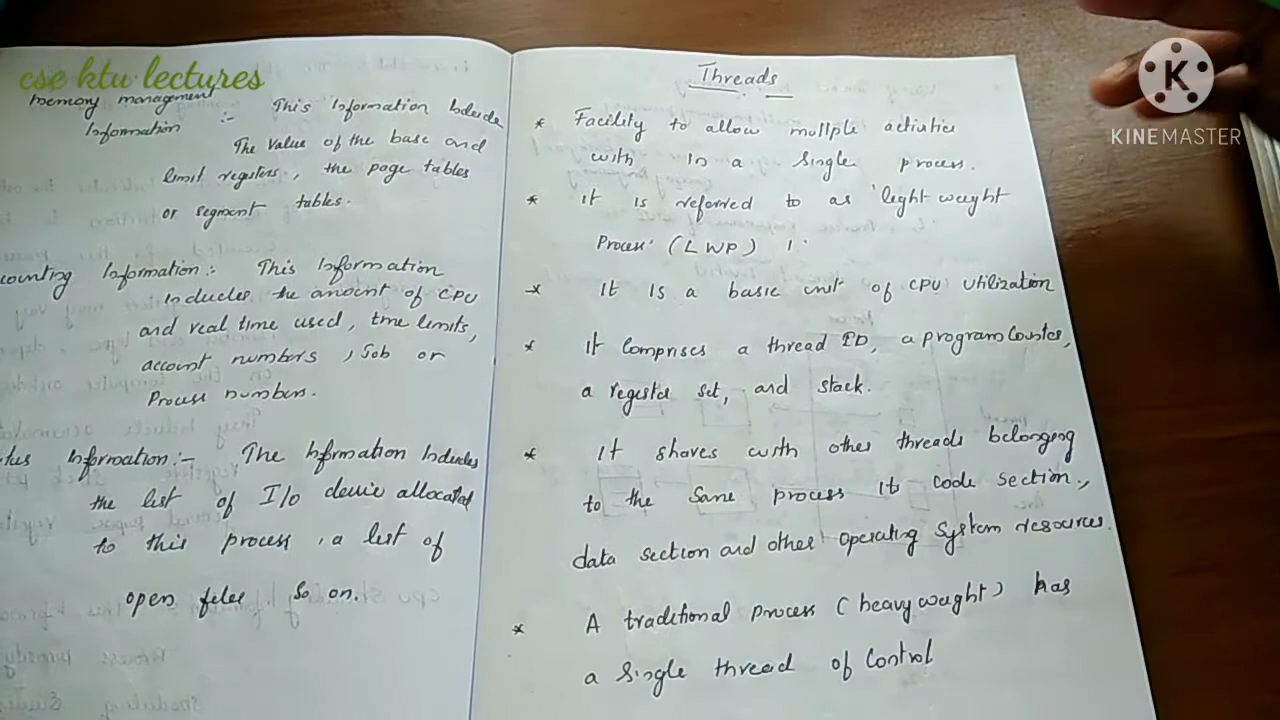 cse ktu lectures
memory management
Information :- This Information Include
The value of the base and
limit registers, the page tables
or segment tables.
counting Information :- This Information
includes the amount of CPU
and real time used, time limits,
account numbers, Job or
Process numbers.
tus Information :- The Information Includes
the list of I/o device allocated
to this process, a list of
open files So on.
Threads
* Facility to allow multple activities
with in a single process.
* It is referred to as 'light weight
Process' (LWP)
* It Is a basic unit of CPU Utilization
* It Comprises a thread ID, a program Counter,
a register set, and stack.
* It shares with other threads belonging
to the Same process its code section,
data section and other Operating System resources.
* A traditional process (heavy weight) has
a Single thread of Control
KINEMASTER